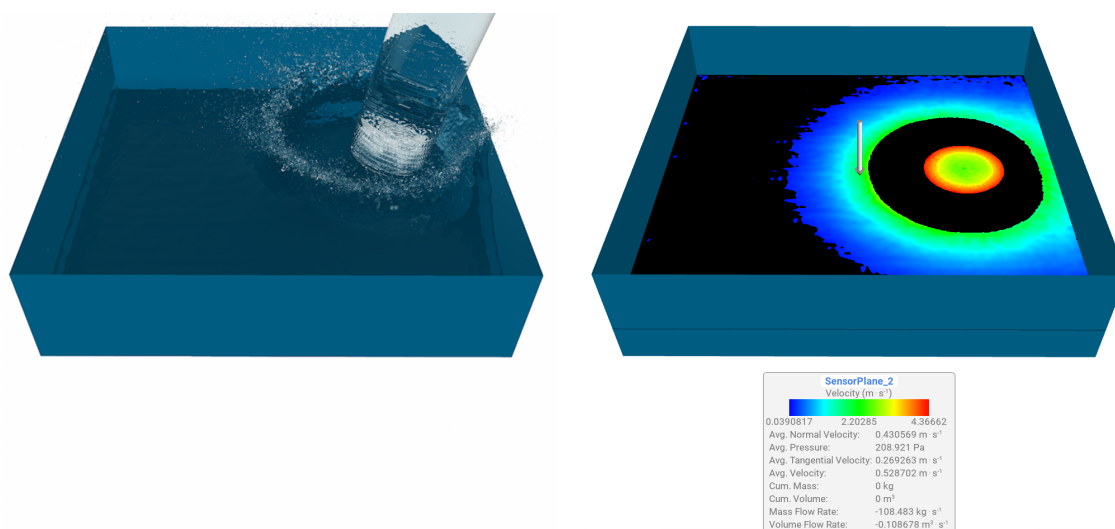 SensorPlane_2
Velocity (m · s⁻¹)
0.0390817 2.20285 4.36662
Avg. Normal Velocity: 0.430569 m · s⁻¹
Avg. Pressure: 208.921 Pa
Avg. Tangential Velocity: 0.269263 m · s⁻¹
Avg. Velocity: 0.528702 m · s⁻¹
Cum. Mass: 0 kg
Cum. Volume: 0 m³
Mass Flow Rate: -108.483 kg · s⁻¹
Volume Flow Rate: -0.108678 m³ · s⁻¹